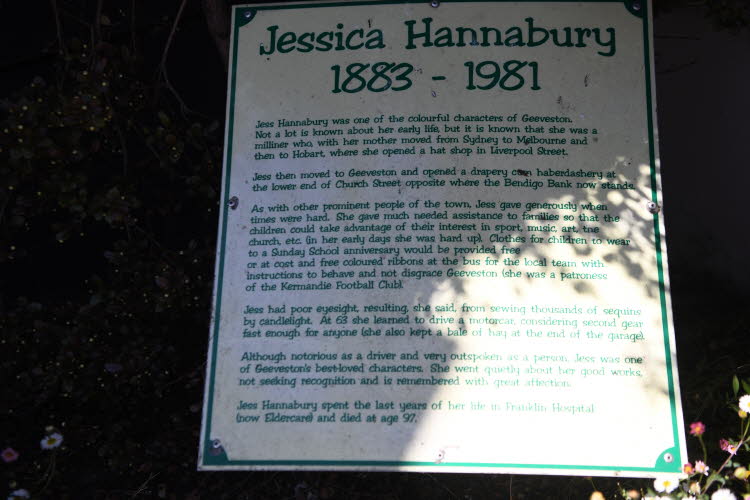 Jessica Hannabury
1883 - 1981
Jess Hannabury was one of the colourful characters of Geeveston.
Not a lot is known about her early life, but it is known that she was a
milliner who, with her mother moved from Sydney to Melbourne and
then to Hobart, where she opened a hat shop in Liverpool Street.
Jess then moved to Geeveston and opened a drapery cum haberdashery at
the lower end of Church Street opposite where the Bendigo Bank now stands.
As with other prominent people of the town, Jess gave generously when
times were hard. She gave much needed assistance to families so that the
children could take advantage of their interest in sport, music, art, the
church, etc. (in her early days she was hard up). Clothes for children to wear
to a Sunday School anniversary would be provided free
or at cost and free coloured ribbons at the bus for the local team with
instructions to behave and not disgrace Geeveston (she was a patroness
of the Kermandie Football Club).
Jess had poor eyesight, resulting, she said, from sewing thousands of sequins
by candlelight. At 63 she learned to drive a motorcar, considering second gear
fast enough for anyone (she also kept a bale of hay at the end of the garage).
Although notorious as a driver and very outspoken as a person, Jess was one
of Geeveston's best-loved characters. She went quietly about her good works,
not seeking recognition and is remembered with great affection.
Jess Hannabury spent the last years of her life in Franklin Hospital
(now Eldercare) and died at age 97.